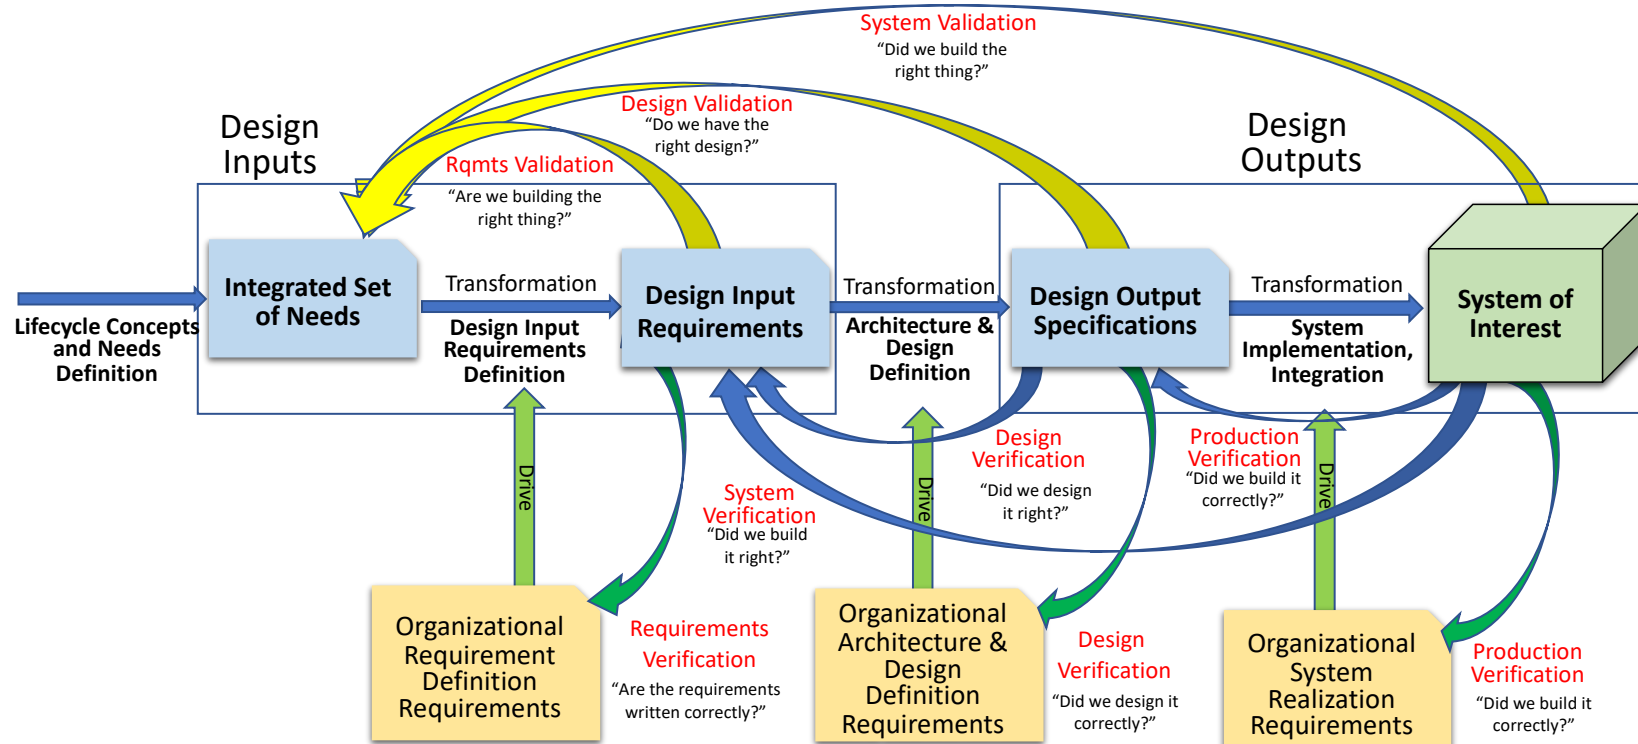 System Validation
“Did we build the
right thing?”
Design Validation
“Do we have the
right design?”
Design
Inputs
Design
Outputs
Rqmts Validation
“Are we building the
right thing?”
Lifecycle Concepts
and Needs
Definition
Integrated Set
of Needs
Transformation
Design Input
Requirements
Definition
Design Input
Requirements
Transformation
Architecture &
Design
Definition
Design Output
Specifications
Transformation
System
Implementation,
Integration
System of
Interest
Drive
System
Verification
“Did we build
it right?”
Drive
Design
Verification
“Did we design
it right?”
Production
Verification
“Did we build it
correctly?”
Drive
Organizational
Requirement
Definition
Requirements
Requirements
Verification
“Are the requirements
written correctly?”
Organizational
Architecture &
Design
Definition
Requirements
Design
Verification
“Did we design it
correctly?”
Organizational
System
Realization
Requirements
Production
Verification
“Did we build it
correctly?”